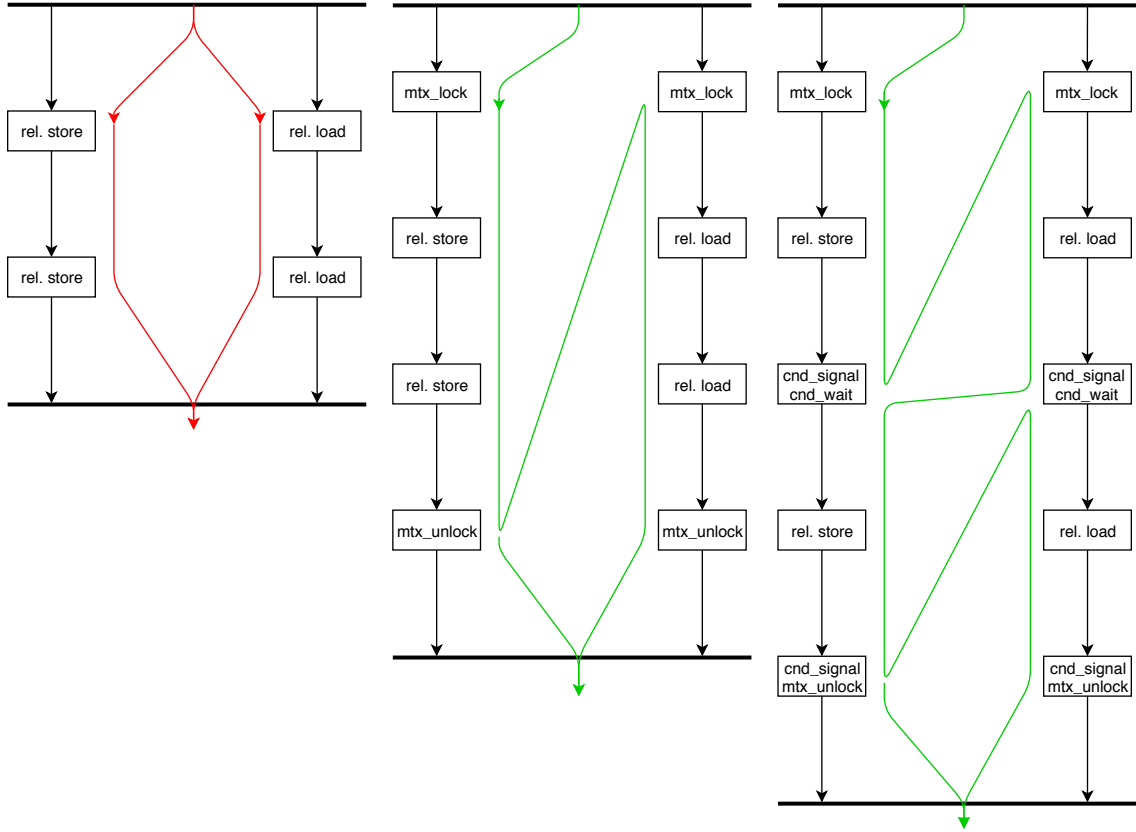 rel. store
rel. load
rel. store
rel. load
mtx_lock
mtx_lock
rel. store
rel. load
rel. store
rel. load
mtx_unlock
mtx_unlock
mtx_lock
mtx_lock
rel. store
rel. load
cnd_signal
cnd_wait
cnd_signal
cnd_wait
rel. store
rel. load
cnd_signal
mtx_unlock
cnd_signal
mtx_unlock